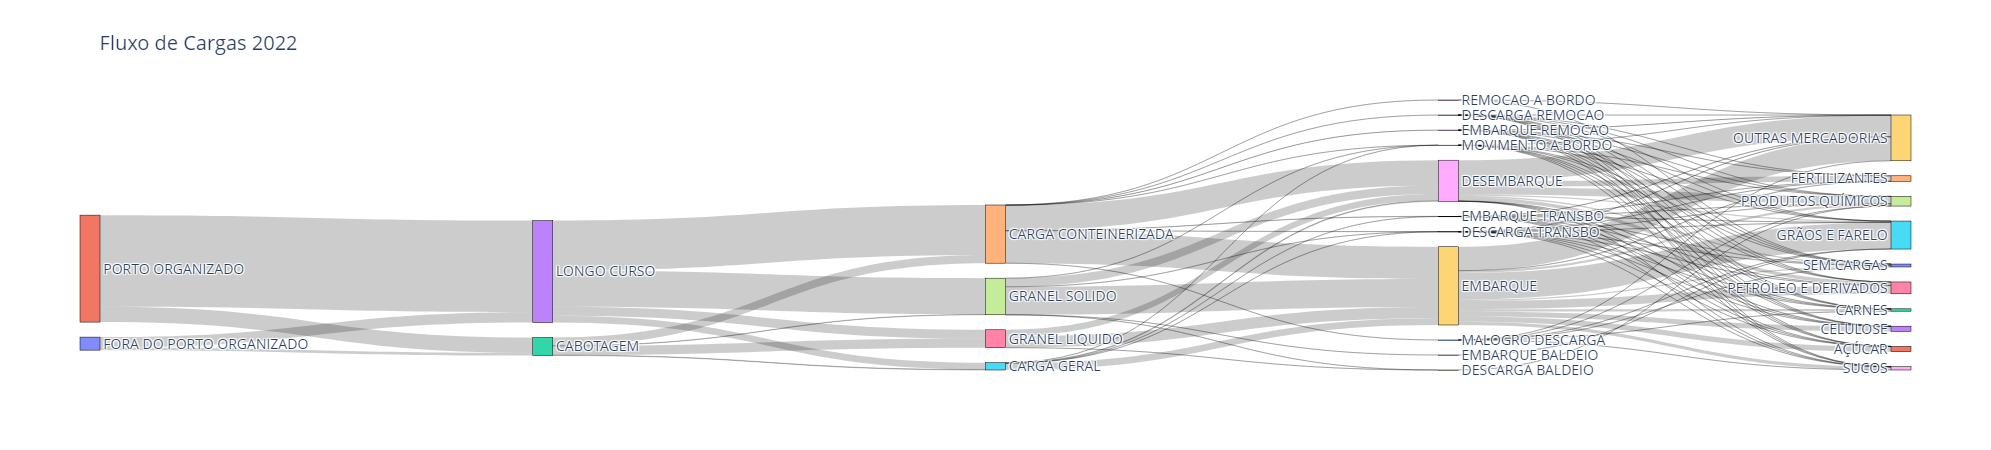 Fluxo de Cargas 2022
PORTO ORGANIZADO
FORA DO PORTO ORGANIZADO
LONGO CURSO
CABOTAGEM
CARGA CONTEINERIZADA
GRANEL SOLIDO
GRANEL LIQUIDO
CARGA GERAL
REMOCAO A BORDO
DESCARGA REMOCAO
EMBARQUE REMOCAO
MOVIMENTO A BORDO
DESEMBARQUE
EMBARQUE TRANSBO
DESCARGA TRANSBO
EMBARQUE
MALOGRO DESCARGA
EMBARQUE BALDEIO
DESCARGA BALDEIO
OUTRAS MERCADORIAS
FERTILIZANTES
PRODUTOS QUÍMICOS
GRÃOS E FARELO
SEM CARGAS
PETRÓLEO E DERIVADOS
CARNES
CELULOSE
AÇÚCAR
SUCOS